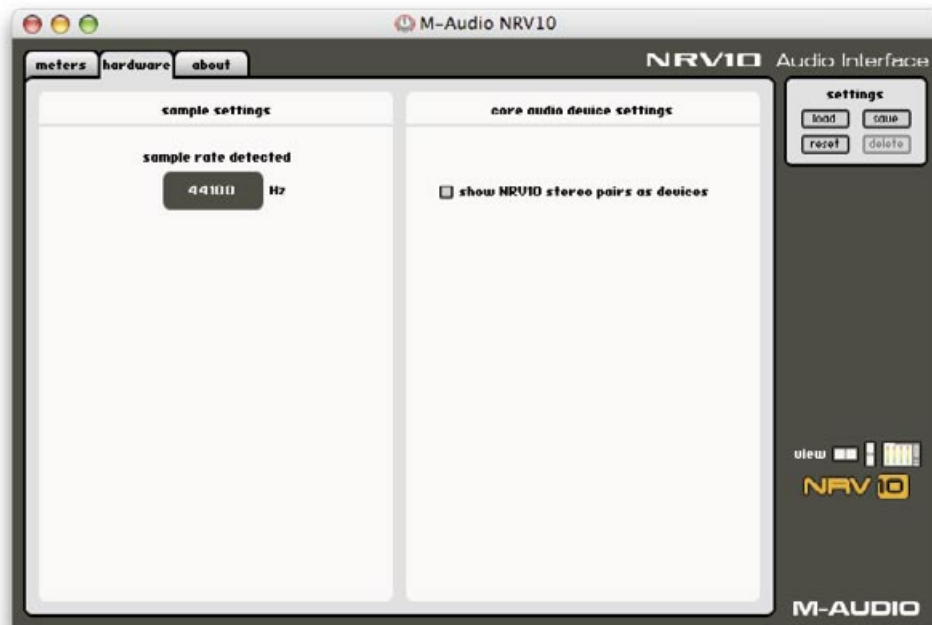 M-Audio NRV10
meters hardware about
NRV10 Audio Interface
sample settings
sample rate detected
44100 Hz
core audio device settings
show NRV10 stereo pairs as devices
settings
load save
reset delete
view
NRV 10
M-AUDIO